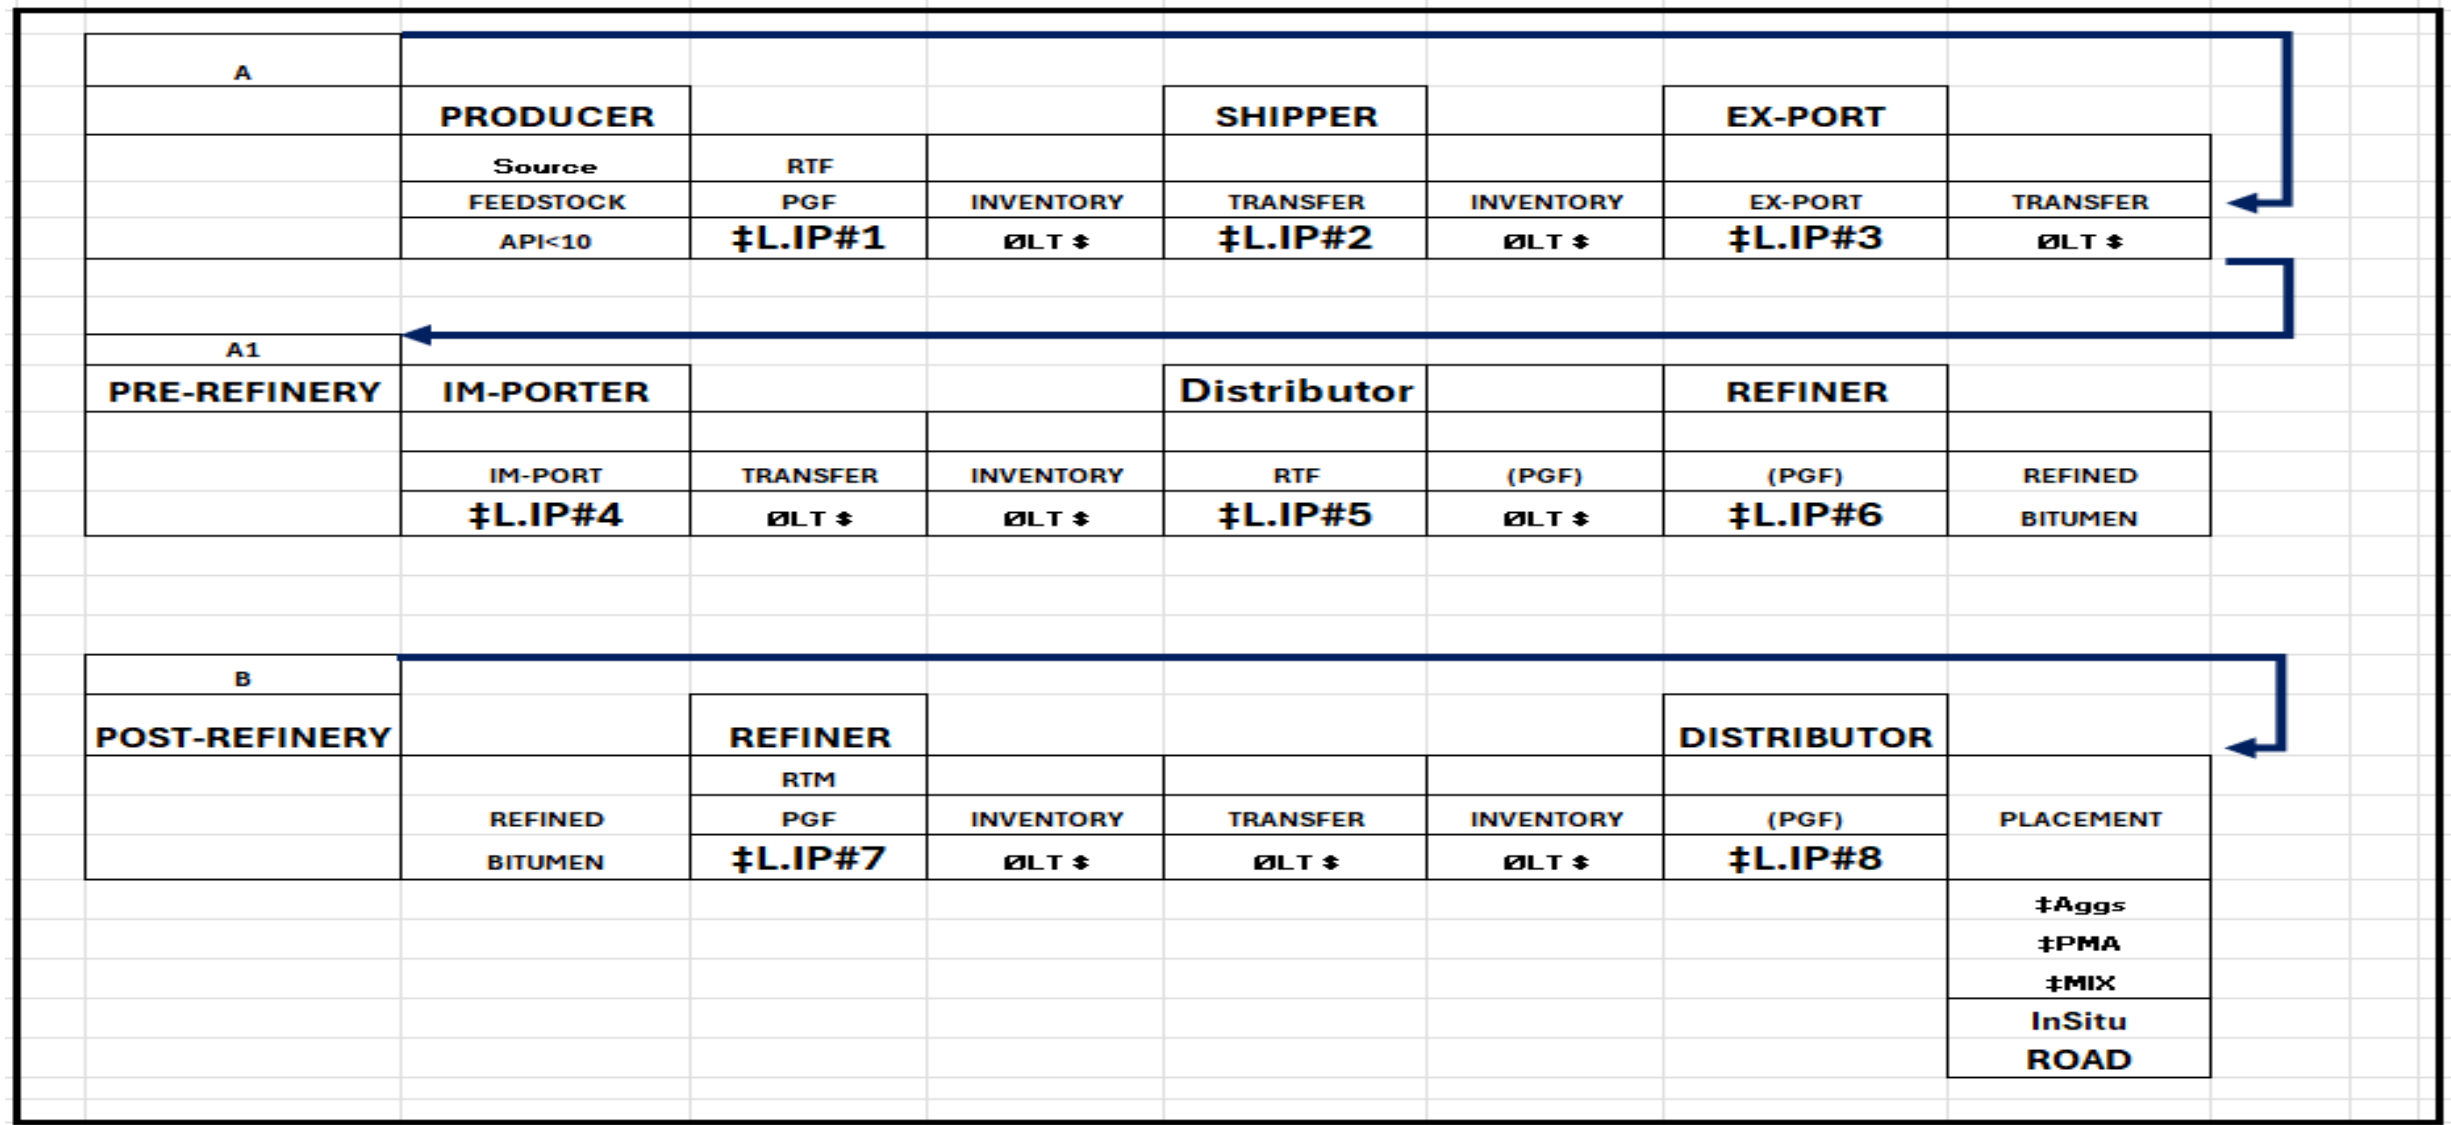 A
PRODUCER SHIPPER EX-PORT
Source RTF
FEEDSTOCK PGF INVENTORY TRANSFER INVENTORY EX-PORT TRANSFER
API<10 ‡L.IP#1 ØLT $ ‡L.IP#2 ØLT $ ‡L.IP#3 ØLT $
A1
PRE-REFINERY IM-PORTER Distributor REFINER
IM-PORT TRANSFER INVENTORY RTF (PGF) (PGF) REFINED
‡L.IP#4 ØLT $ ØLT $ ‡L.IP#5 ØLT $ ‡L.IP#6 BITUMEN
B
POST-REFINERY REFINER DISTRIBUTOR
RTM
REFINED PGF INVENTORY TRANSFER INVENTORY (PGF) PLACEMENT
BITUMEN ‡L.IP#7 ØLT $ ØLT $ ØLT $ ‡L.IP#8
‡Aggs
‡PMA
‡MIX
InSitu
ROAD